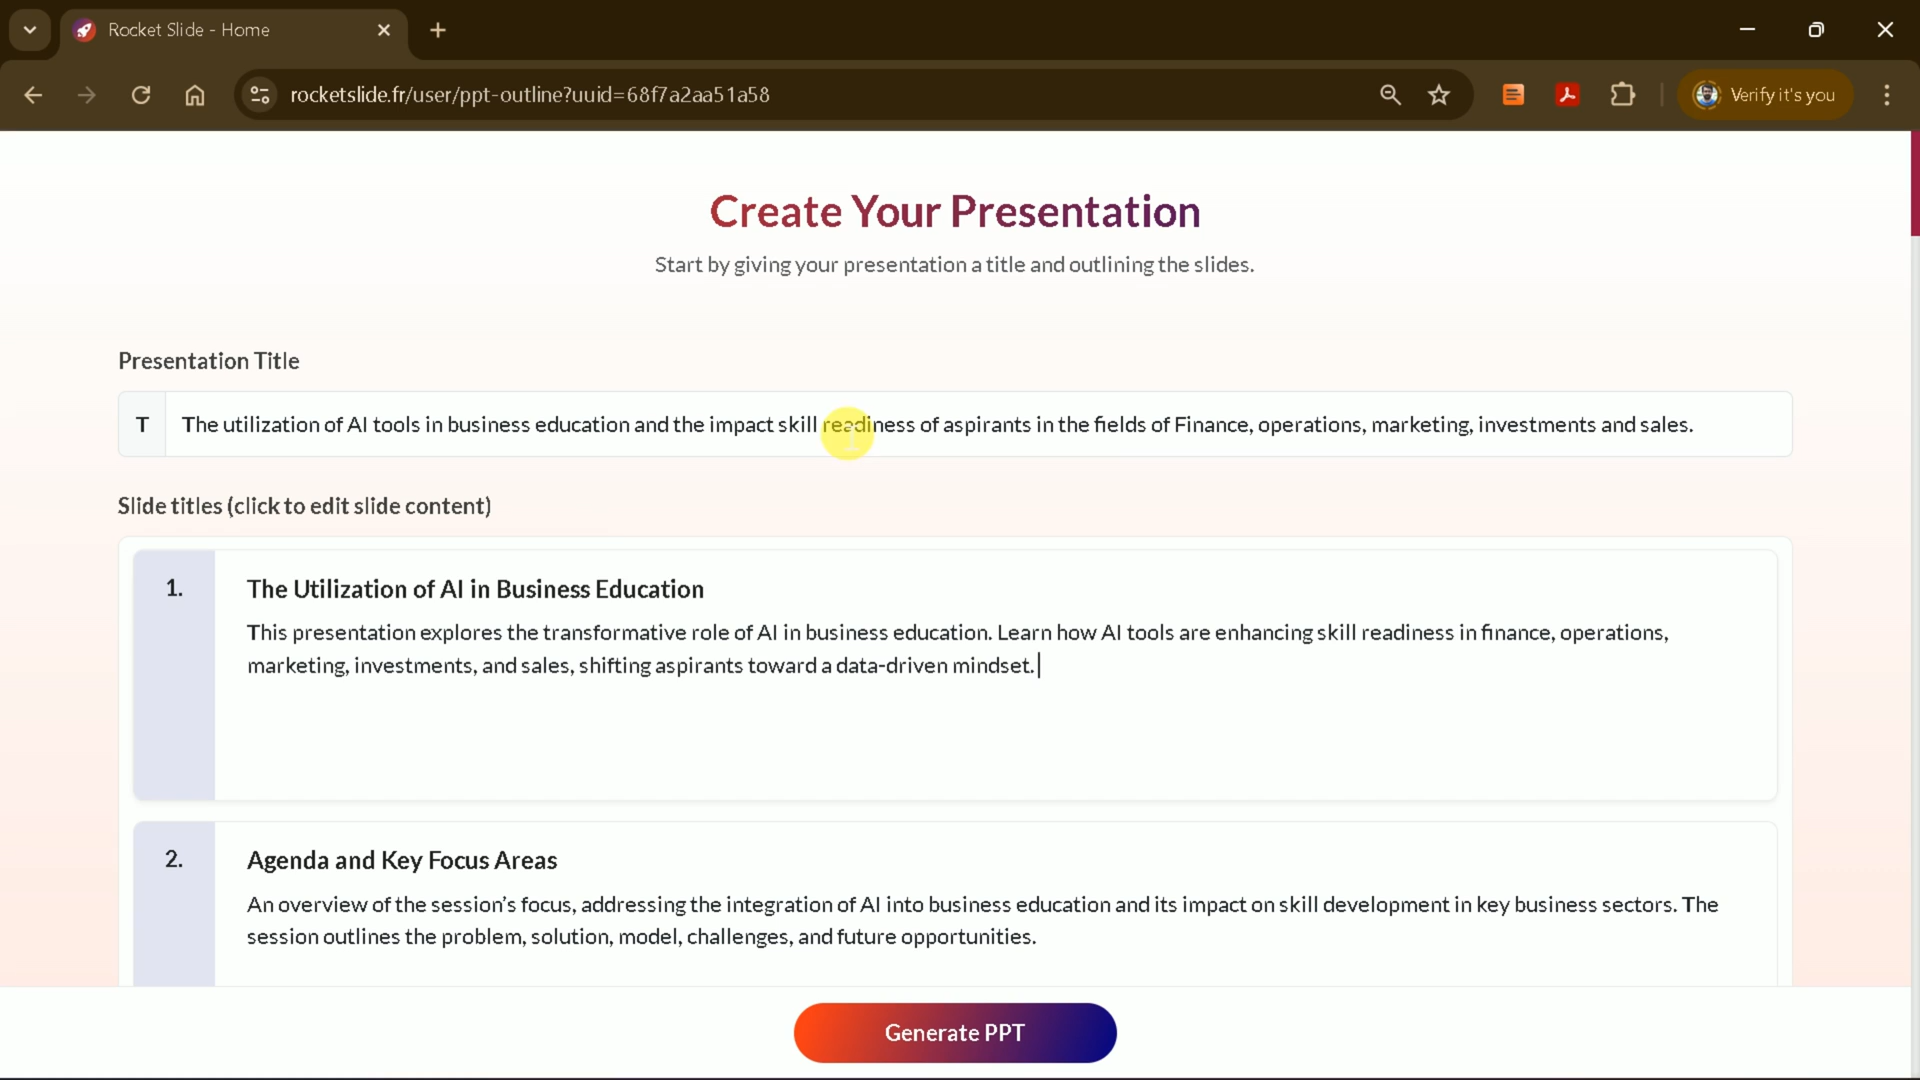 Rocket Slide - Home
rocketslide.fr/user/ppt-outline?uuid=68f7a2aa51a58
Verify it's you
Create Your Presentation
Start by giving your presentation a title and outlining the slides.
Presentation Title
T The utilization of AI tools in business education and the impact skill readiness of aspirants in the fields of Finance, operations, marketing, investments and sales.
Slide titles (click to edit slide content)
1. The Utilization of AI in Business Education
This presentation explores the transformative role of AI in business education. Learn how AI tools are enhancing skill readiness in finance, operations,
marketing, investments, and sales, shifting aspirants toward a data-driven mindset.
2. Agenda and Key Focus Areas
An overview of the session's focus, addressing the integration of AI into business education and its impact on skill development in key business sectors. The
session outlines the problem, solution, model, challenges, and future opportunities.
Generate PPT